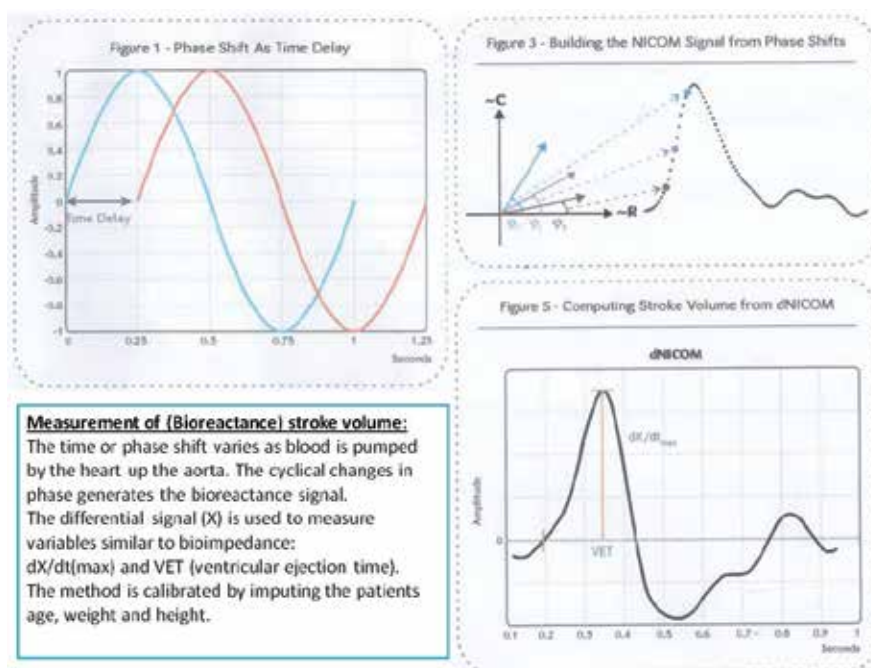 Figure 1 - Phase Shift As Time Delay
1
0.8
0.6
0.4
0.2
0
-0.2
-0.4
-0.6
-0.8
-1
Amplitude
Time Delay
0
0.25
0.5
0.75
1
1.25
Seconds
Figure 3 - Building the NICOM Signal from Phase Shifts
~C
~R
Figure 5 - Computing Stroke Volume from dNICOM
dNICOM
dX/dt max
Amplitude
0
VET
0.1
0.2
0.3
0.4
0.5
0.6
0.7
0.8
0.9
1
Seconds
Measurement of (Bioreactance) stroke volume:
The time or phase shift varies as blood is pumped
by the heart up the aorta. The cyclical changes in
phase generates the bioreactance signal.
The differential signal (X) is used to measure
variables similar to bioimpedance:
dX/dt(max) and VET (ventricular ejection time).
The method is calibrated by imputing the patients
age, weight and height.